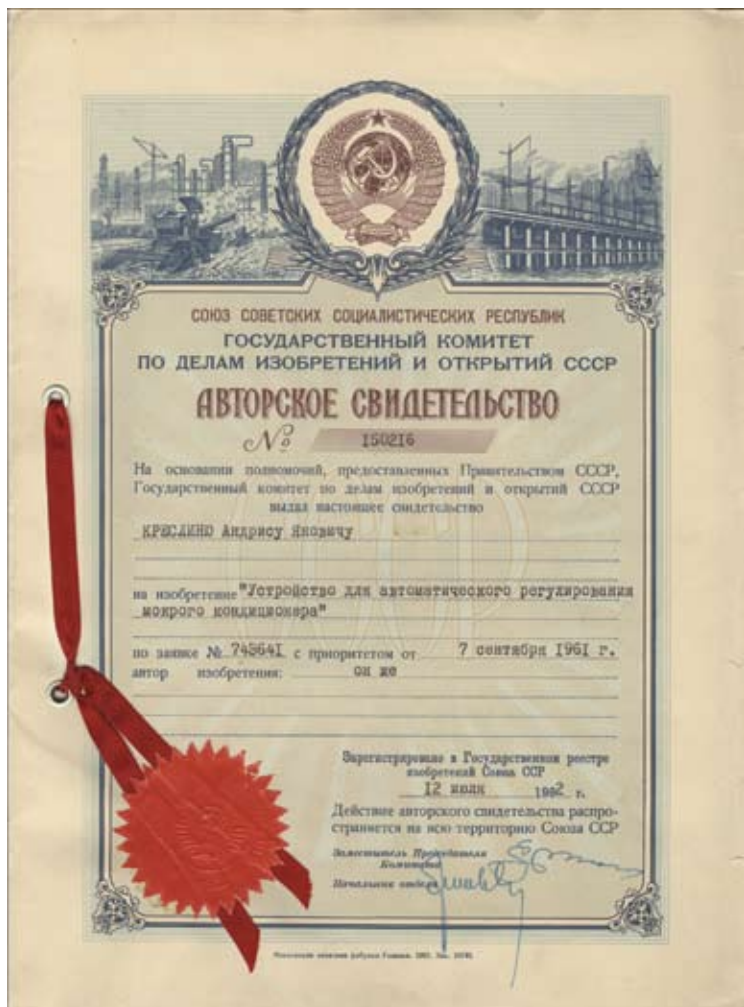 СОЮЗ СОВЕТСКИХ СОЦИАЛИСТИЧЕСКИХ РЕСПУБЛИК
ГОСУДАРСТВЕННЫЙ КОМИТЕТ
ПО ДЕЛАМ ИЗОБРЕТЕНИЙ И ОТКРЫТИЙ СССР
АВТОРСКОЕ СВИДЕТЕЛЬСТВО
№ 150216
На основании полномочий, предоставленных Правительством СССР,
Государственный комитет по делам изобретений и открытий СССР
выдал настоящее свидетельство
КРЕСЛИНЮ Андрису Яновичу
на изобретение "Устройство для автоматического регулирования
мокрого кондиционера"
по заявке № 743641 с приоритетом от 7 сентября 1961 г.
автор изобретения: он же
Зарегистрировано в Государственном реестре
изобретений Союза ССР
12 июля 1962 г.
Действие авторского свидетельства распро-
страняется на всю территорию Союза ССР
Заместитель Председателя
Комитета
Начальник отдела